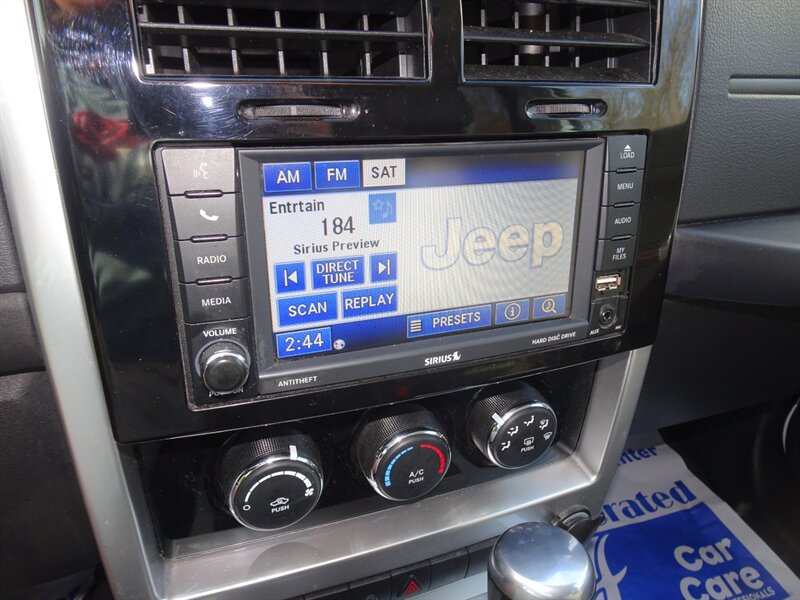 AM FM SAT
Entrtain
184
Sirius Preview
Jeep
DIRECT
TUNE
SCAN REPLAY
PRESETS
2:44
RADIO
MEDIA
VOLUME
LOAD
MENU
AUDIO
MY
FILES
AUX
ANTITHEFT
SIRIUS
HARD DISC DRIVE
PUSH
A/C
PUSH
PUSH
Car
Care